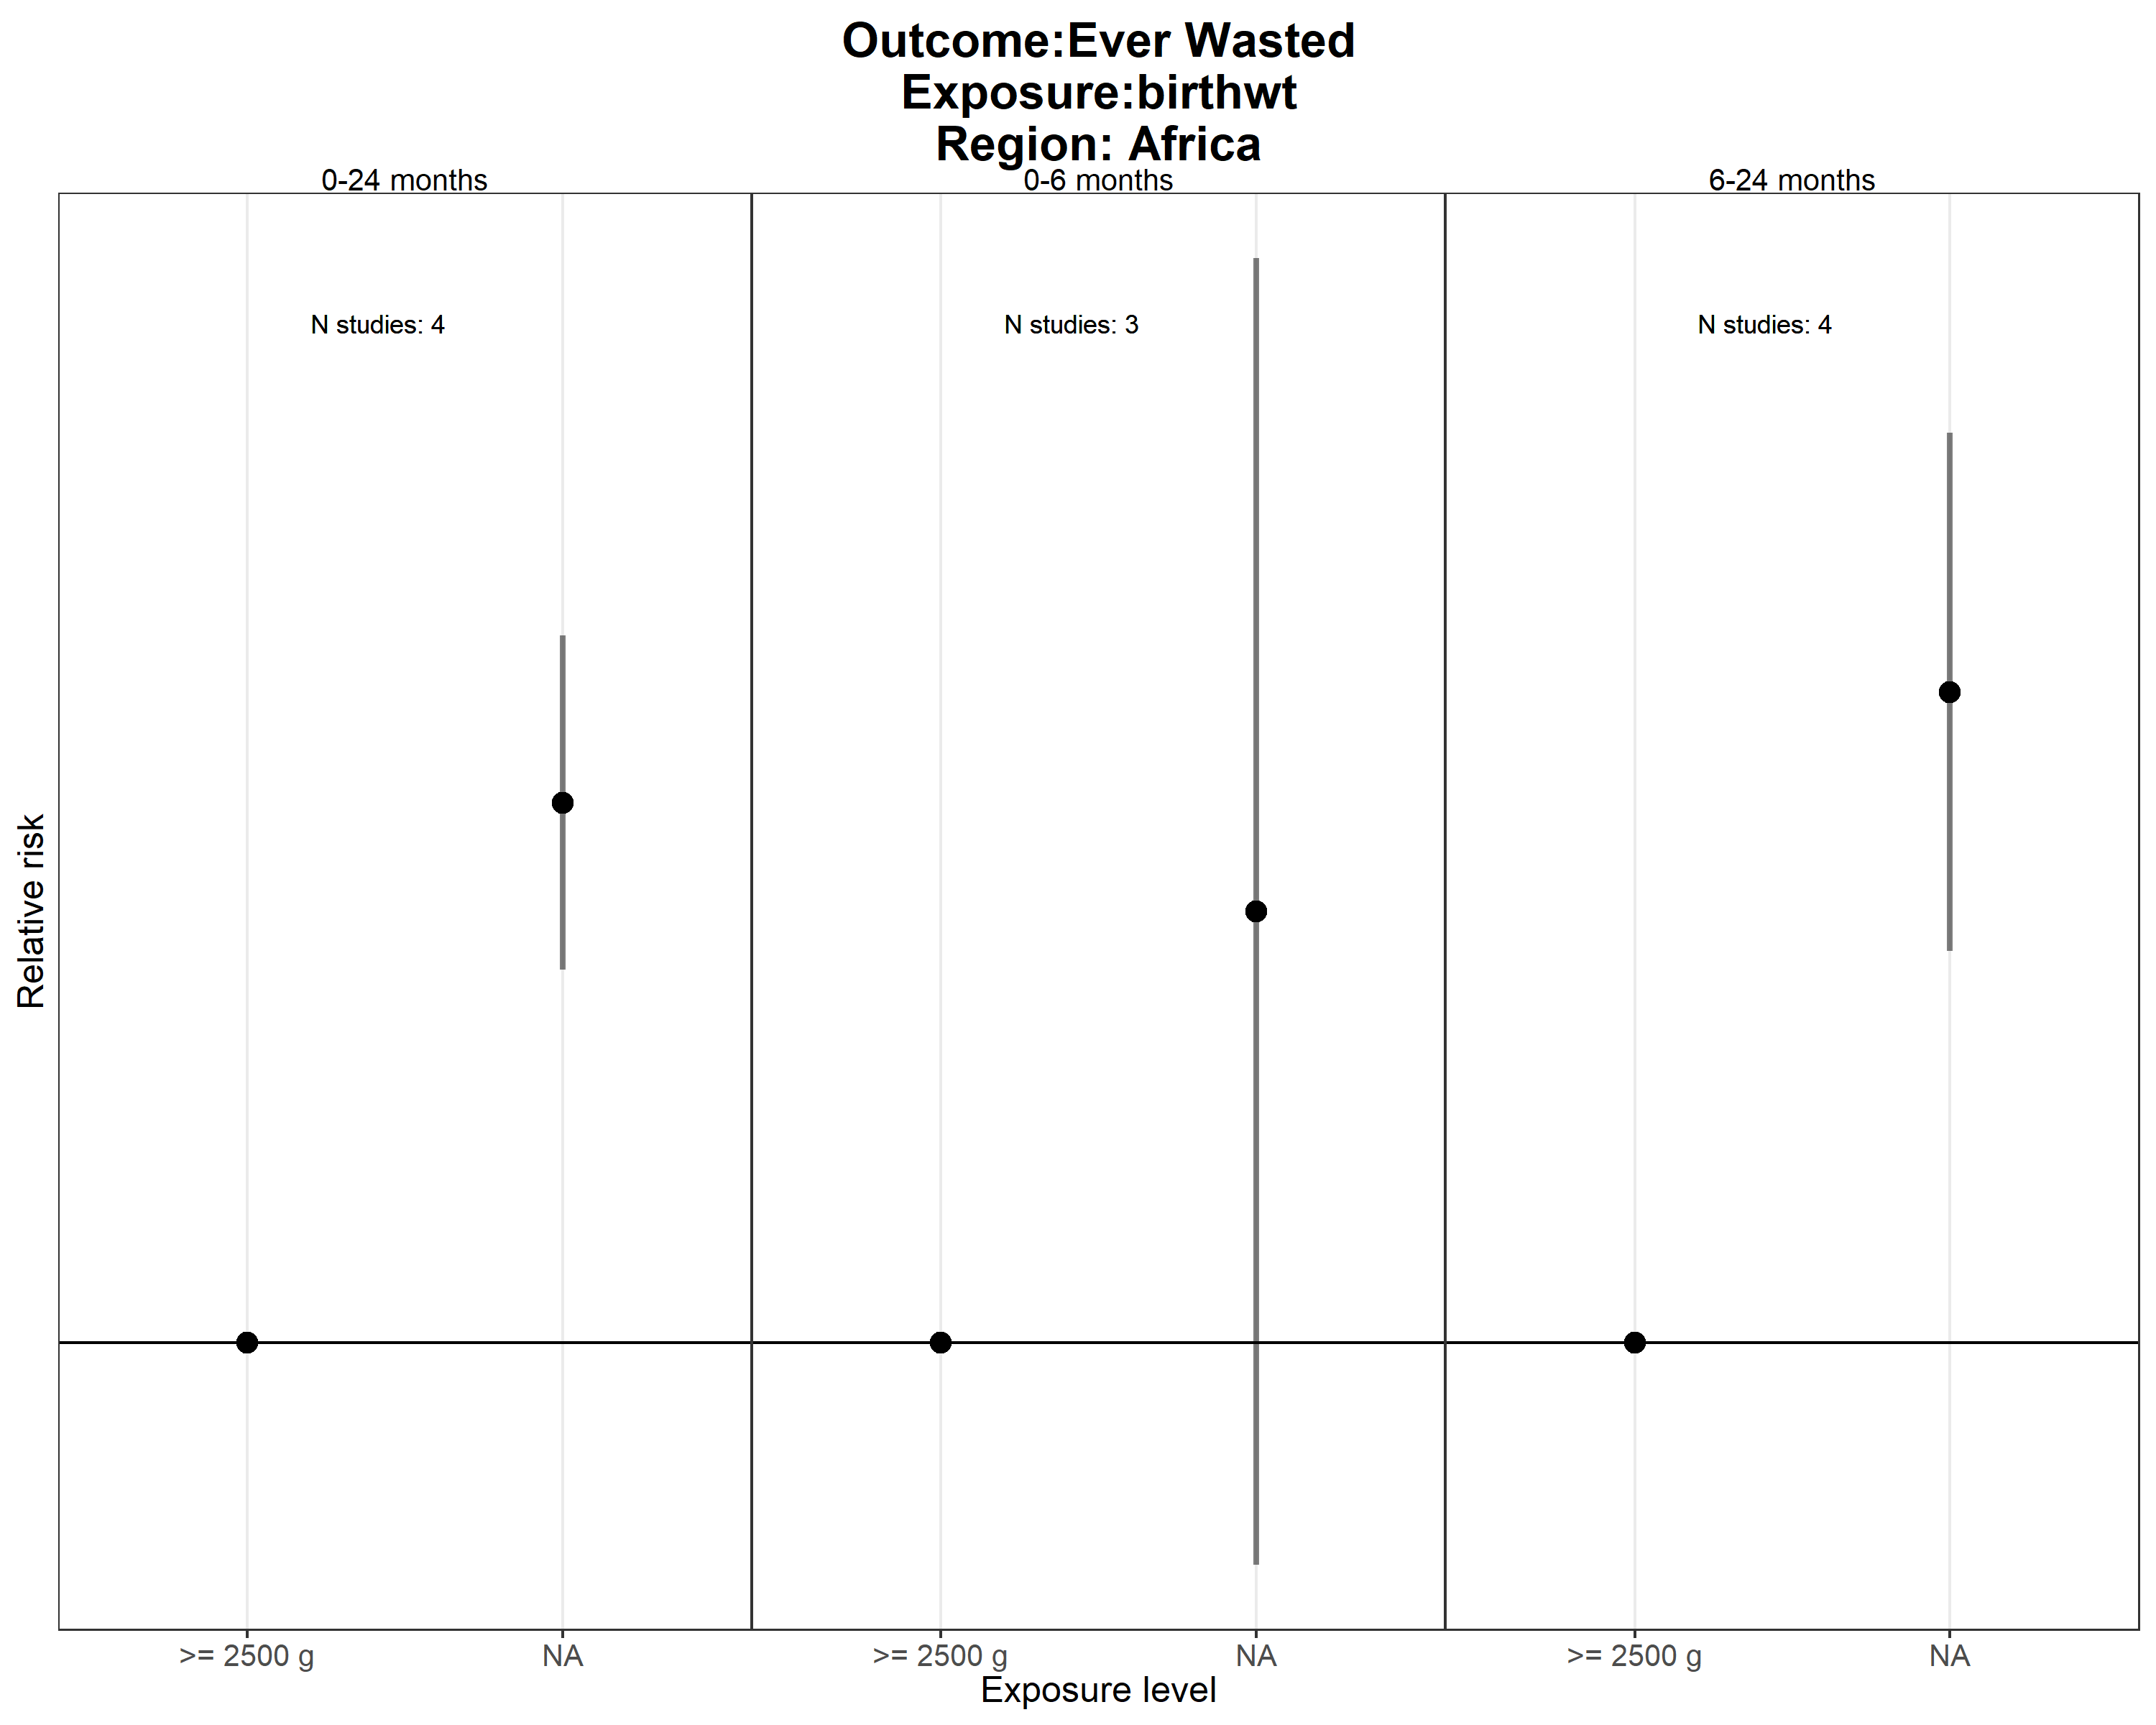 Outcome:Ever Wasted
Exposure:birthwt
Region: Africa
0-24 months
0-6 months
6-24 months
N studies: 4
N studies: 3
N studies: 4
Relative risk
>= 2500 g
NA
>= 2500 g
NA
>= 2500 g
NA
Exposure level